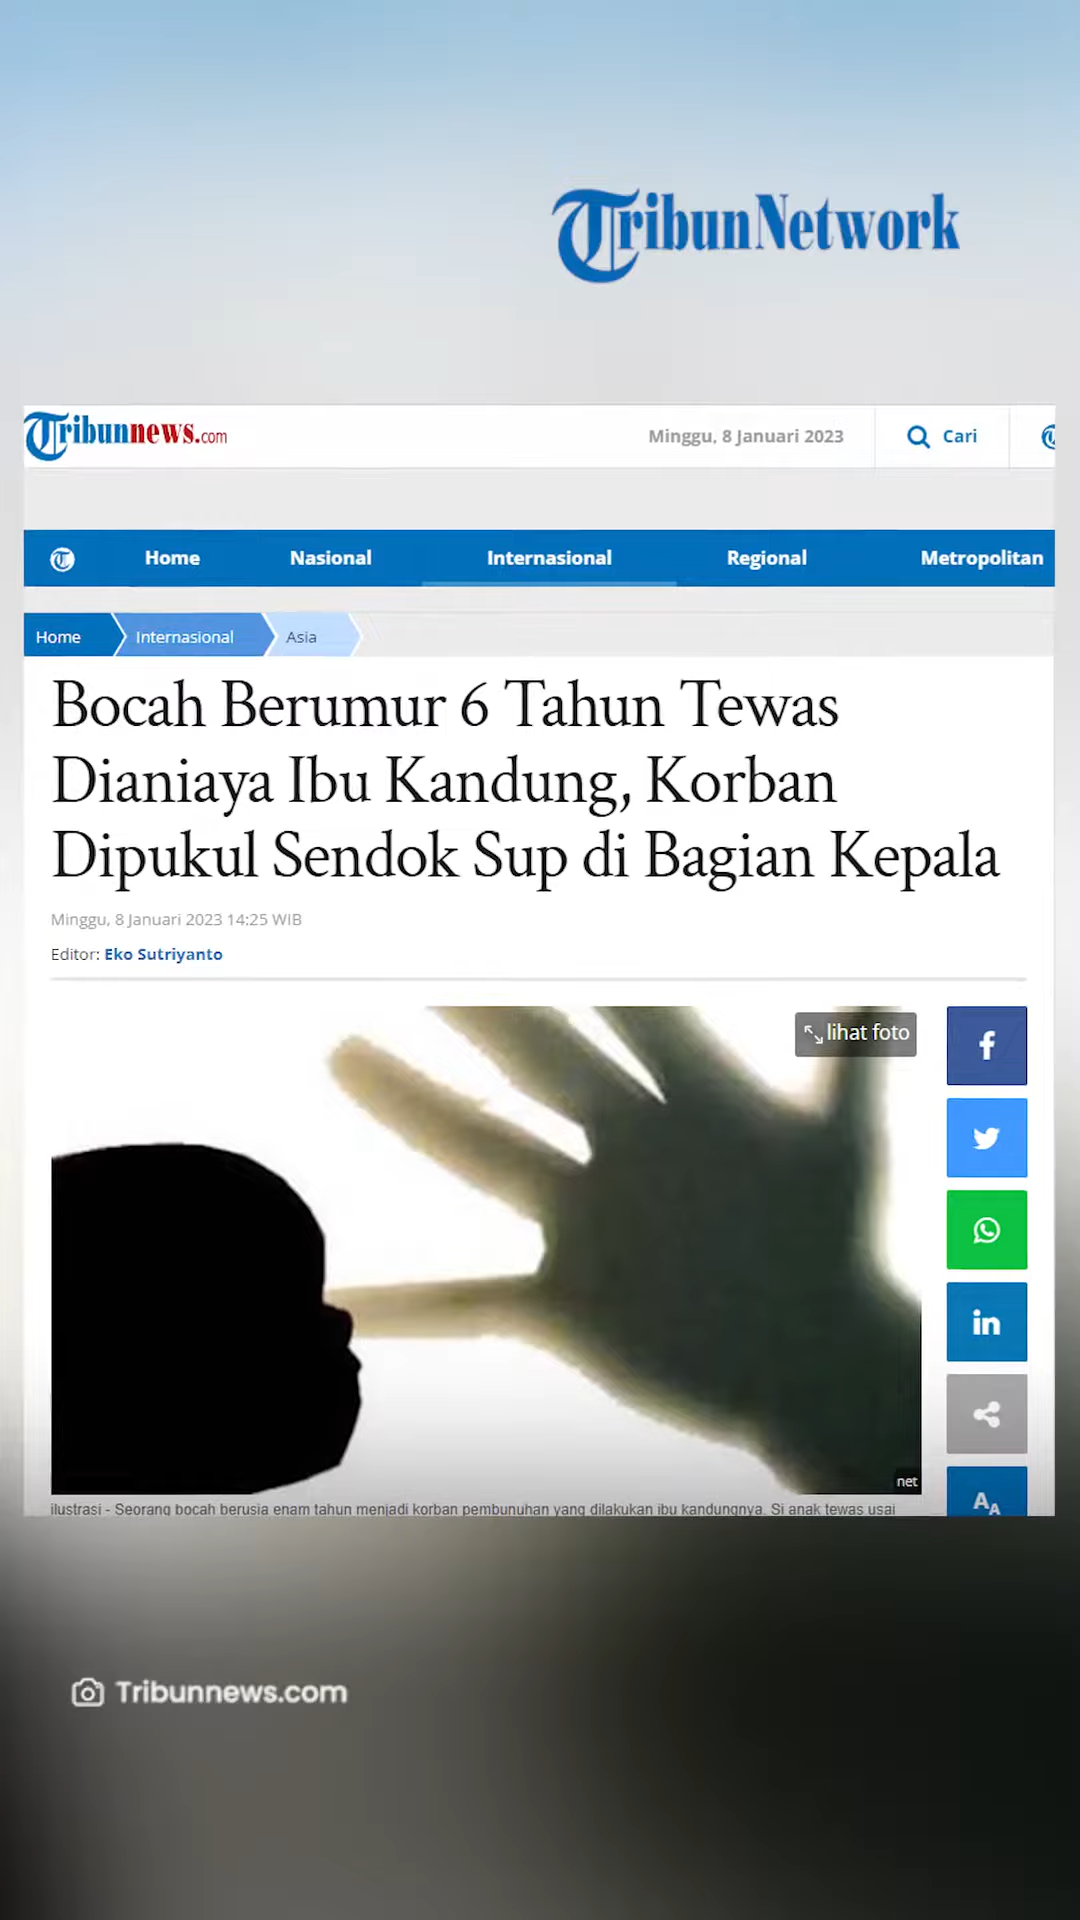 TribunNetwork
Tribunnews.com
Minggu, 8 Januari 2023
Cari
Home
Nasional
Internasional
Regional
Metropolitan
Home
Internasional
Asia
Bocah Berumur 6 Tahun Tewas
Dianiaya Ibu Kandung, Korban
Dipukul Sendok Sup di Bagian Kepala
Minggu, 8 Januari 2023 14:25 WIB
Editor: Eko Sutriyanto
lihat foto
net
ilustrasi - Seorang bocah berusia enam tahun menjadi korban pembunuhan yang dilakukan ibu kandungnya. Si anak tewas usai
AA
Tribunnews.com